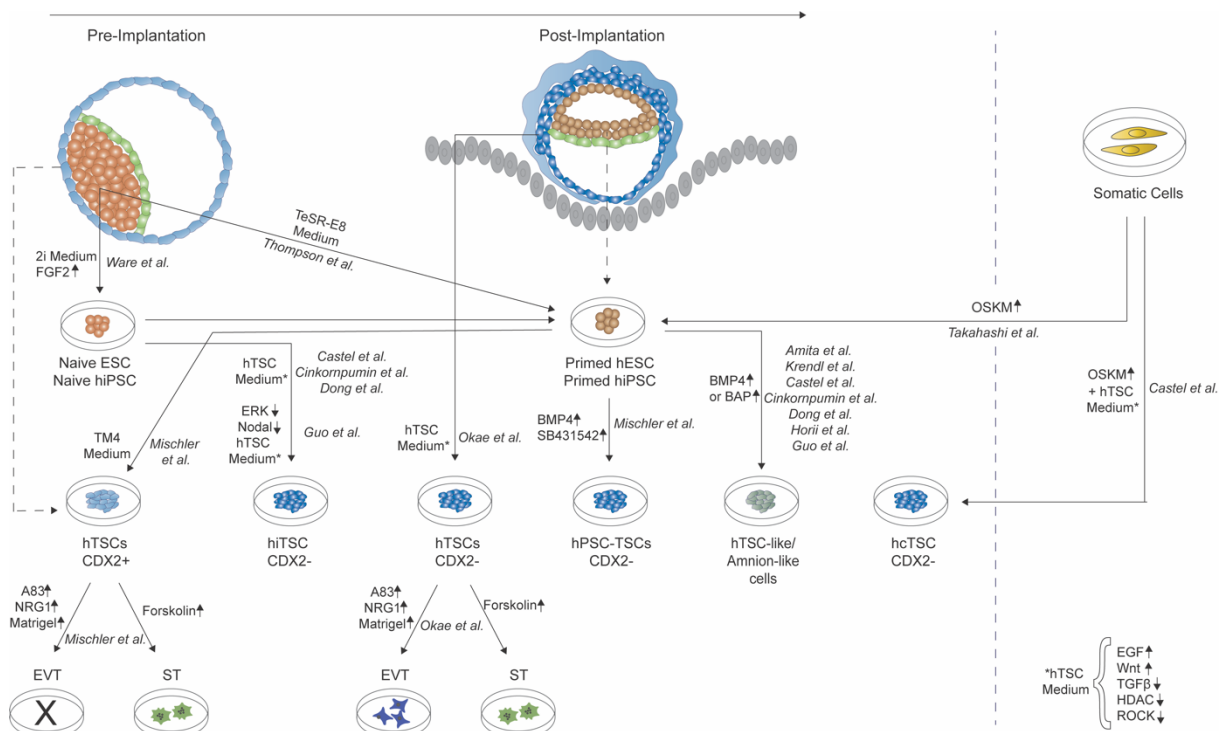 Pre-Implantation
Post-Implantation
Somatic Cells
TeSR-E8
Medium
Thompson et al.
2i Medium
FGF2
Ware et al.
OSKM
Takahashi et al.
Naive ESC
Naive hiPSC
Primed hESC
Primed hiPSC
hTSC
Medium*
Castel et al.
Cinkornpumin et al.
Dong et al.
ERK
Nodal
hTSC
Medium*
Guo et al.
TM4
Medium
Mischler
et al.
hTSC
Medium*
Okae et al.
BMP4
SB431542
Mischler et al.
BMP4
or BAP
Amita et al.
Krendl et al.
Castel et al.
Cinkornpumin et al.
Dong et al.
Horii et al.
Guo et al.
OSKM
+ hTSC
Medium*
Castel et al.
hTSCs
CDX2+
hiTSC
CDX2-
hTSCs
CDX2-
hPSC-TSCs
CDX2-
hTSC-like/
Amnion-like
cells
hcTSC
CDX2-
A83
NRG1
Matrigel
Mischler et al.
Forskolin
A83
NRG1
Matrigel
Okae et al.
Forskolin
EVT
ST
EVT
ST
X
*hTSC
Medium
EGF
Wnt
TGFβ
HDAC
ROCK